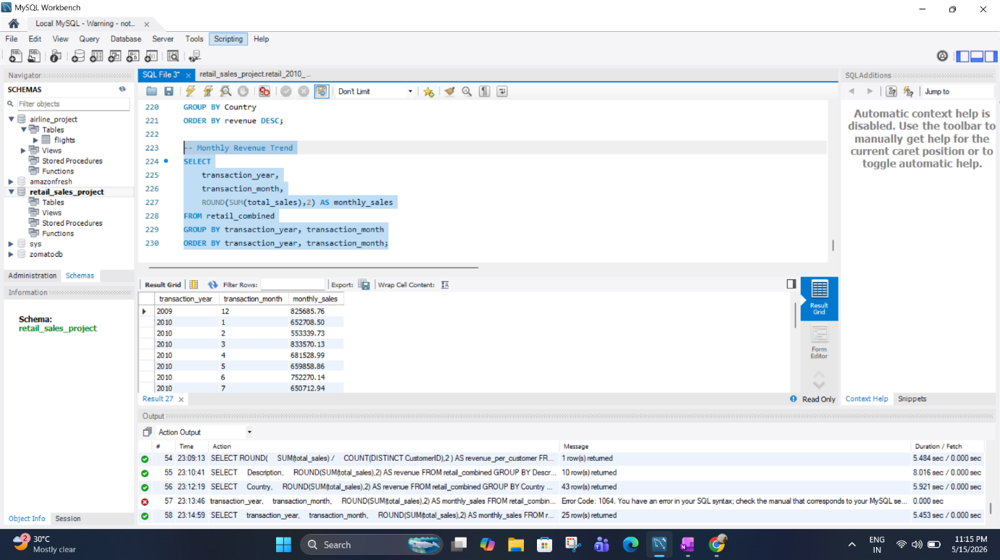 MySQL Workbench
Local MySQL - Warning - not...
File Edit View Query Database Server Tools Scripting Help
Navigator
SCHEMAS
Filter objects
airline_project
Tables
flights
Views
Stored Procedures
Functions
amazonfresh
retail_sales_project
Tables
Views
Stored Procedures
Functions
sys
zomatodb
Administration Schemas
Information
Schema:
retail_sales_project
Object Info Session
SQL File 3* retail_sales_project.retail_2010_...
Don't Limit
220 GROUP BY Country
221 ORDER BY revenue DESC;
222
223 -- Monthly Revenue Trend
224 SELECT
225 transaction_year,
226 transaction_month,
227 ROUND(SUM(total_sales),2) AS monthly_sales
228 FROM retail_combined
229 GROUP BY transaction_year, transaction_month
230 ORDER BY transaction_year, transaction_month;
Result Grid Filter Rows: Export: Wrap Cell Content:
transaction_year transaction_month monthly_sales
2009 12 825685.76
2010 1 652708.50
2010 2 553339.73
2010 3 833570.13
2010 4 681528.99
2010 5 659858.86
2010 6 752270.14
2010 7 650712.94
Result Grid
Form Editor
Result 27
Read Only
Output
Action Output
# Time Action Message Duration / Fetch
54 23:09:13 SELECT ROUND( SUM(total_sales) / COUNT(DISTINCT CustomerID),2 ) AS revenue_per_customer FR... 1 row(s) returned 5.484 sec / 0.000 sec
55 23:10:41 SELECT Description, ROUND(SUM(total_sales),2) AS revenue FROM retail_combined GROUP BY Descr... 10 row(s) returned 8.016 sec / 0.000 sec
56 23:12:19 SELECT Country, ROUND(SUM(total_sales),2) AS revenue FROM retail_combined GROUP BY Country ... 43 row(s) returned 5.921 sec / 0.000 sec
57 23:13:46 transaction_year, transaction_month, ROUND(SUM(total_sales),2) AS monthly_sales FROM retail_combin... Error Code: 1064. You have an error in your SQL syntax; check the manual that corresponds to your MySQL se... 0.000 sec
58 23:14:59 SELECT transaction_year, transaction_month, ROUND(SUM(total_sales),2) AS monthly_sales FROM r... 25 row(s) returned 5.453 sec / 0.000 sec
SQLAdditions
Jump to
Automatic context help is
disabled. Use the toolbar to
manually get help for the
current caret position or to
toggle automatic help.
Context Help Snippets
2
30°C
Mostly clear
Search
ENG
IN
11:15 PM
5/15/2026